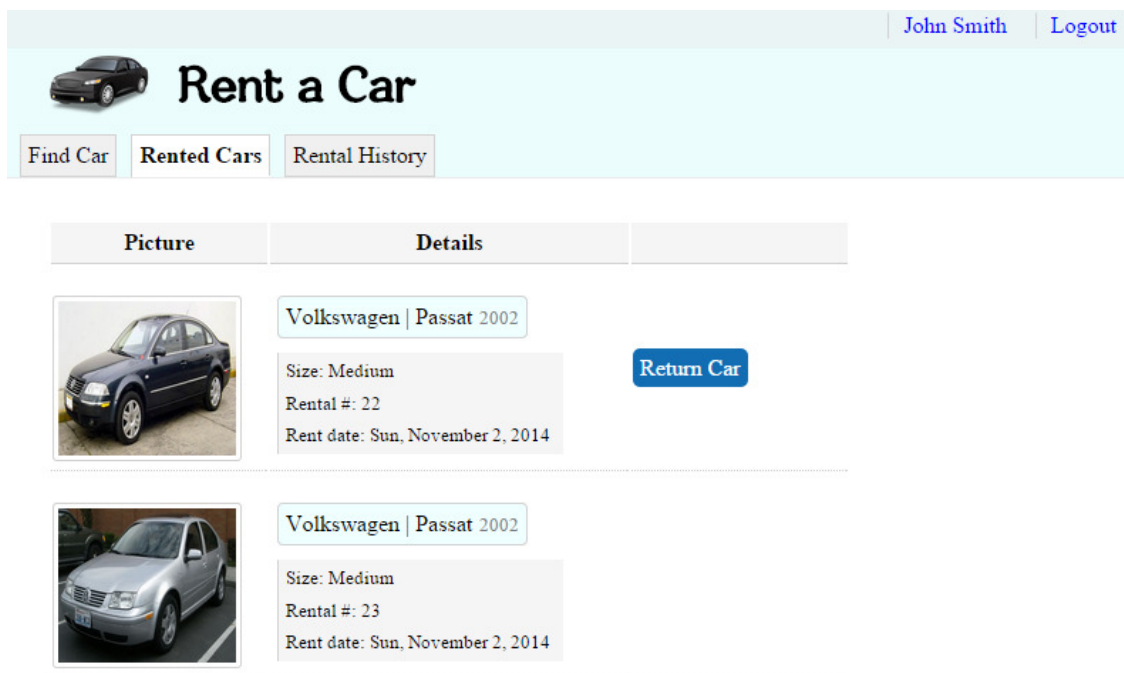 John Smith Logout
Rent a Car
Find Car Rented Cars Rental History
Picture Details
Volkswagen | Passat 2002
Size: Medium
Return Car
Rental #: 22
Rent date: Sun, November 2, 2014
Volkswagen | Passat 2002
Size: Medium
Rental #: 23
Rent date: Sun, November 2, 2014